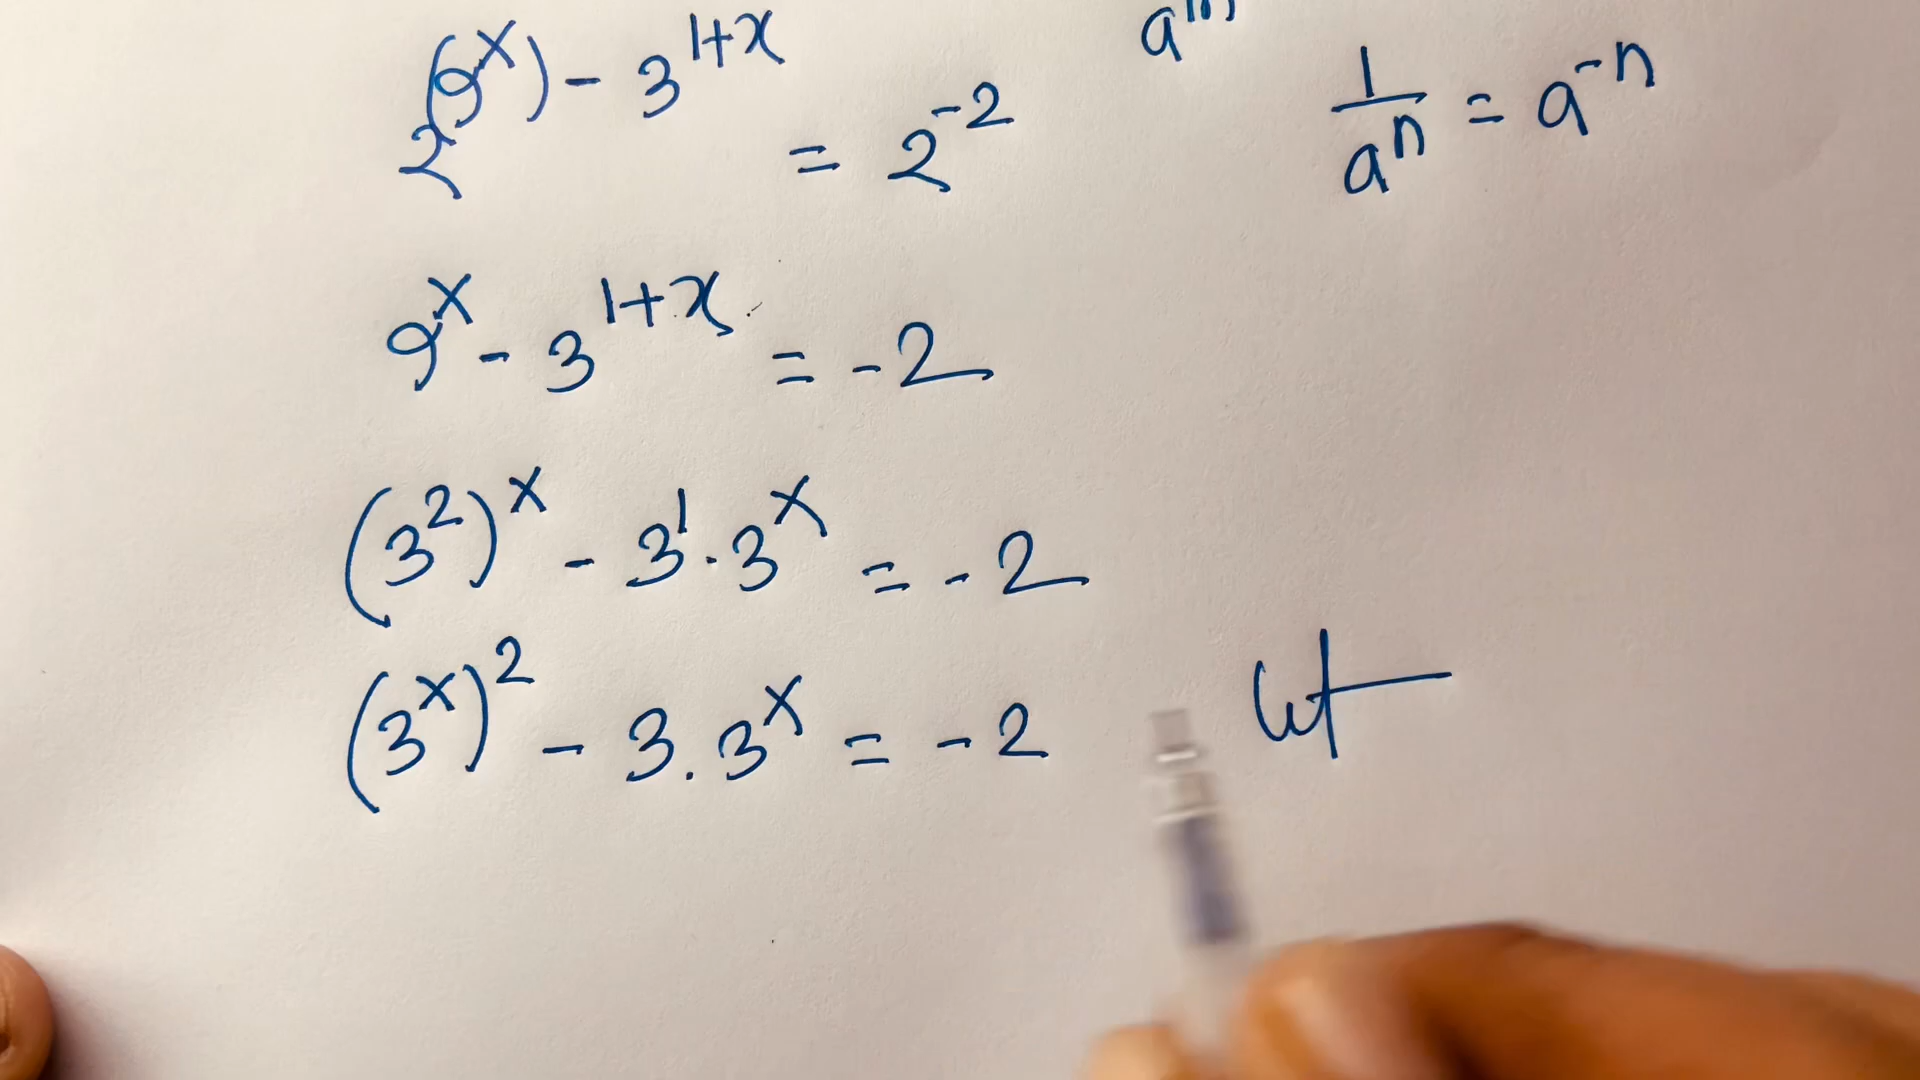 2^(9^x) - 3^(1+x) = 2^-2
1/a^n = a^-n
9^x - 3^(1+x) = -2
(3^2)^x - 3^1 . 3^x = -2
(3^x)^2 - 3 . 3^x = -2
let